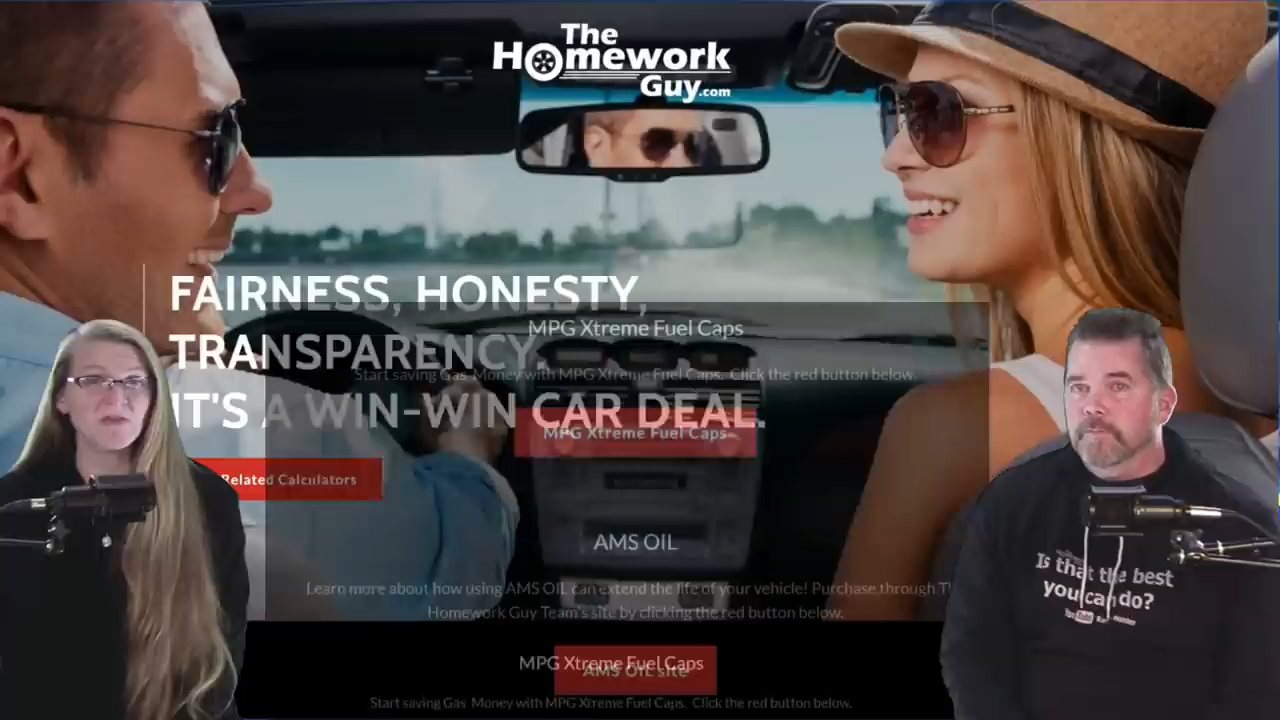 The
Homework
Guy.com
FAIRNESS, HONESTY,
MPG Xtreme Fuel Caps
TRANSPARENCY.
Start saving Gas Money with MPG Xtreme Fuel Caps. Click the red button below.
IT'S A WIN-WIN CAR DEAL.
MPG Xtreme Fuel Caps
Related Calculators
AMS OIL
Is that the best
you can do?
Learn more about how using AMS OIL can extend the life of your vehicle! Purchase through
Homework Guy Team's site by clicking the red button below.
MPG Xtreme Fuel Caps
AMS OIL site
Start saving Gas Money with MPG Xtreme Fuel Caps. Click the red button below.